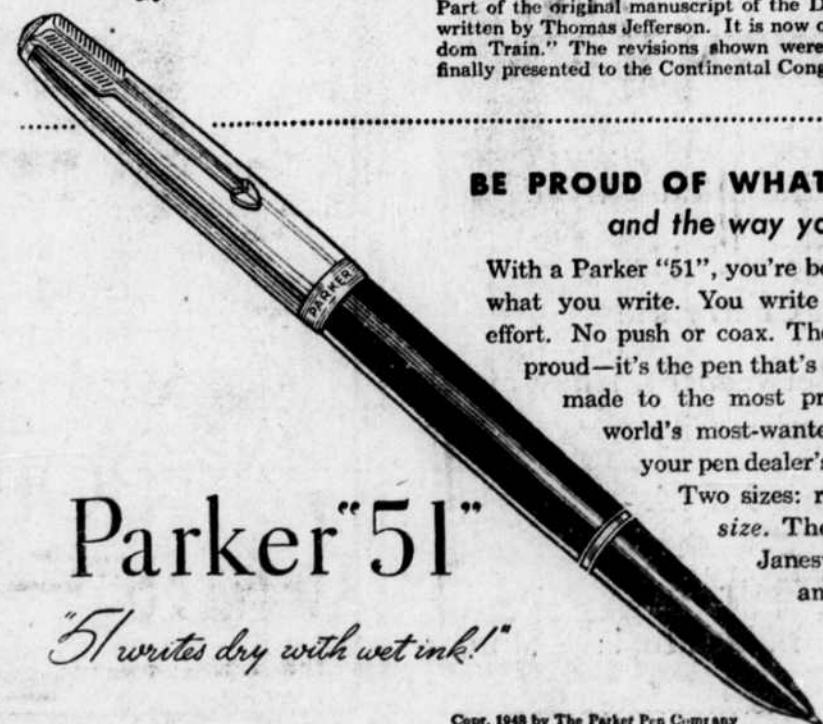 Part of the original manuscript of the D
written by Thomas Jefferson. It is now o
dom Train." The revisions shown were
finally presented to the Continental Cong
BE PROUD OF WHAT
and the way yo
With a Parker "51", you're be
what you write. You write
effort. No push or coax. The
proud—it's the pen that's
made to the most pr
world's most-wante
your pen dealer's
Two sizes: r
size. The
Janes
an
PARKER
Parker "51"
"51 writes dry with wet ink!"
Copr. 1948 by The Parker Pen Company